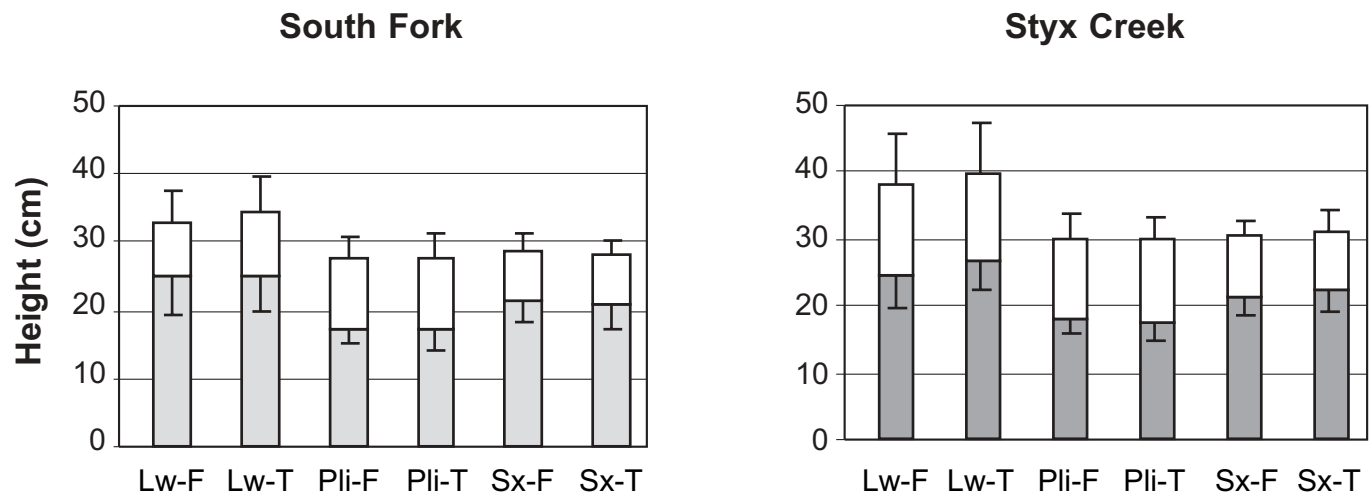 South Fork
Height (cm)
50
40
30
20
10
0
Lw-F Lw-T Pli-F Pli-T Sx-F Sx-T
Styx Creek
50
40
30
20
10
0
Lw-F Lw-T Pli-F Pli-T Sx-F Sx-T